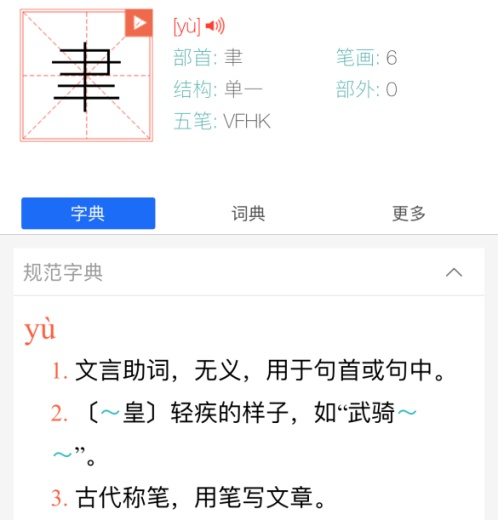 聿
[yù]
部首: 聿 笔画: 6
结构: 单一 部外: 0
五笔: VFHK
字典 词典 更多
规范字典
yù
1. 文言助词，无义，用于句首或句中。
2. 〔～皇〕轻疾的样子，如“武骑～
～”。
3. 古代称笔，用笔写文章。